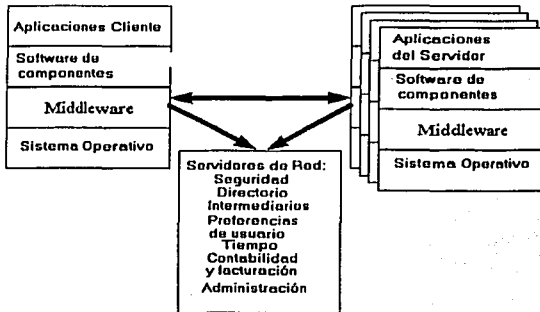 Aplicaciones Cliente
Software de
componentes
Middleware
Sistema Operativo
Aplicaciones
del Servidor
Software de
componentes
Middleware
Sistema Operativo
Servidores de Red:
Seguridad
Directorio
Intermediarios
Preferencias
de usuario
Tiempo
Contabilidad
y facturación
Administración